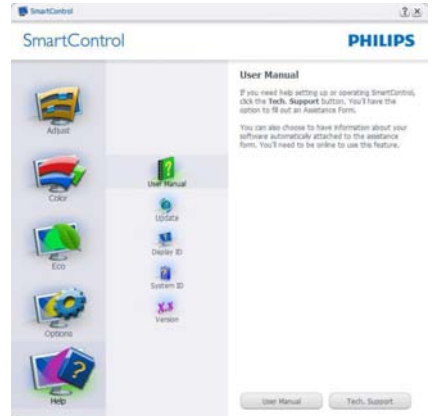 SmartControl
SmartControl
PHILIPS
User Manual
If you need help setting up or operating SmartControl,
click the Tech. Support button. You'll have the
option to fill out an Assistance Form.
You can also choose to have information about your
software automatically attached to the assistance
form. You'll need to be online to use this feature.
Adjust
Color
Eco
Options
Help
User Manual
Update
Display ID
System ID
X.x
Version
User Manual
Tech. Support